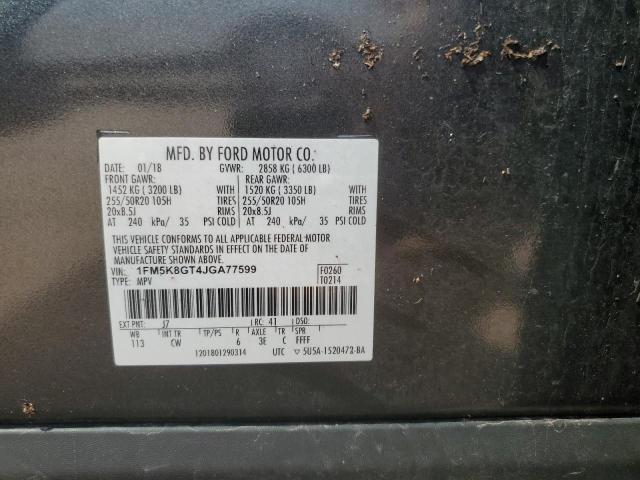 MFD. BY FORD MOTOR CO.
DATE: 01/18 GVWR: 2858 KG ( 6300 LB)
FRONT GAWR: REAR GAWR:
1452 KG ( 3200 LB) WITH 1520 KG ( 3350 LB) WITH
255/50R20 105H TIRES 255/50R20 105H TIRES
20x8.5J RIMS 20x8.5J RIMS
AT 240 kPa/ 35 PSI COLD AT 240 kPa/ 35 PSI COLD
THIS VEHICLE CONFORMS TO ALL APPLICABLE FEDERAL MOTOR
VEHICLE SAFETY STANDARDS IN EFFECT ON THE DATE OF
MANUFACTURE SHOWN ABOVE.
VIN: 1FM5K8GT4JGA77599 F0260
TYPE: MPV T0214
EXT PNT: J7 RC: 41 DSO:
WB INT TR TP/PS R AXLE TR SPR
113 CW 6 3E C FFFF
1201801290314 UTC ▽ 5U5A-1520472-BA